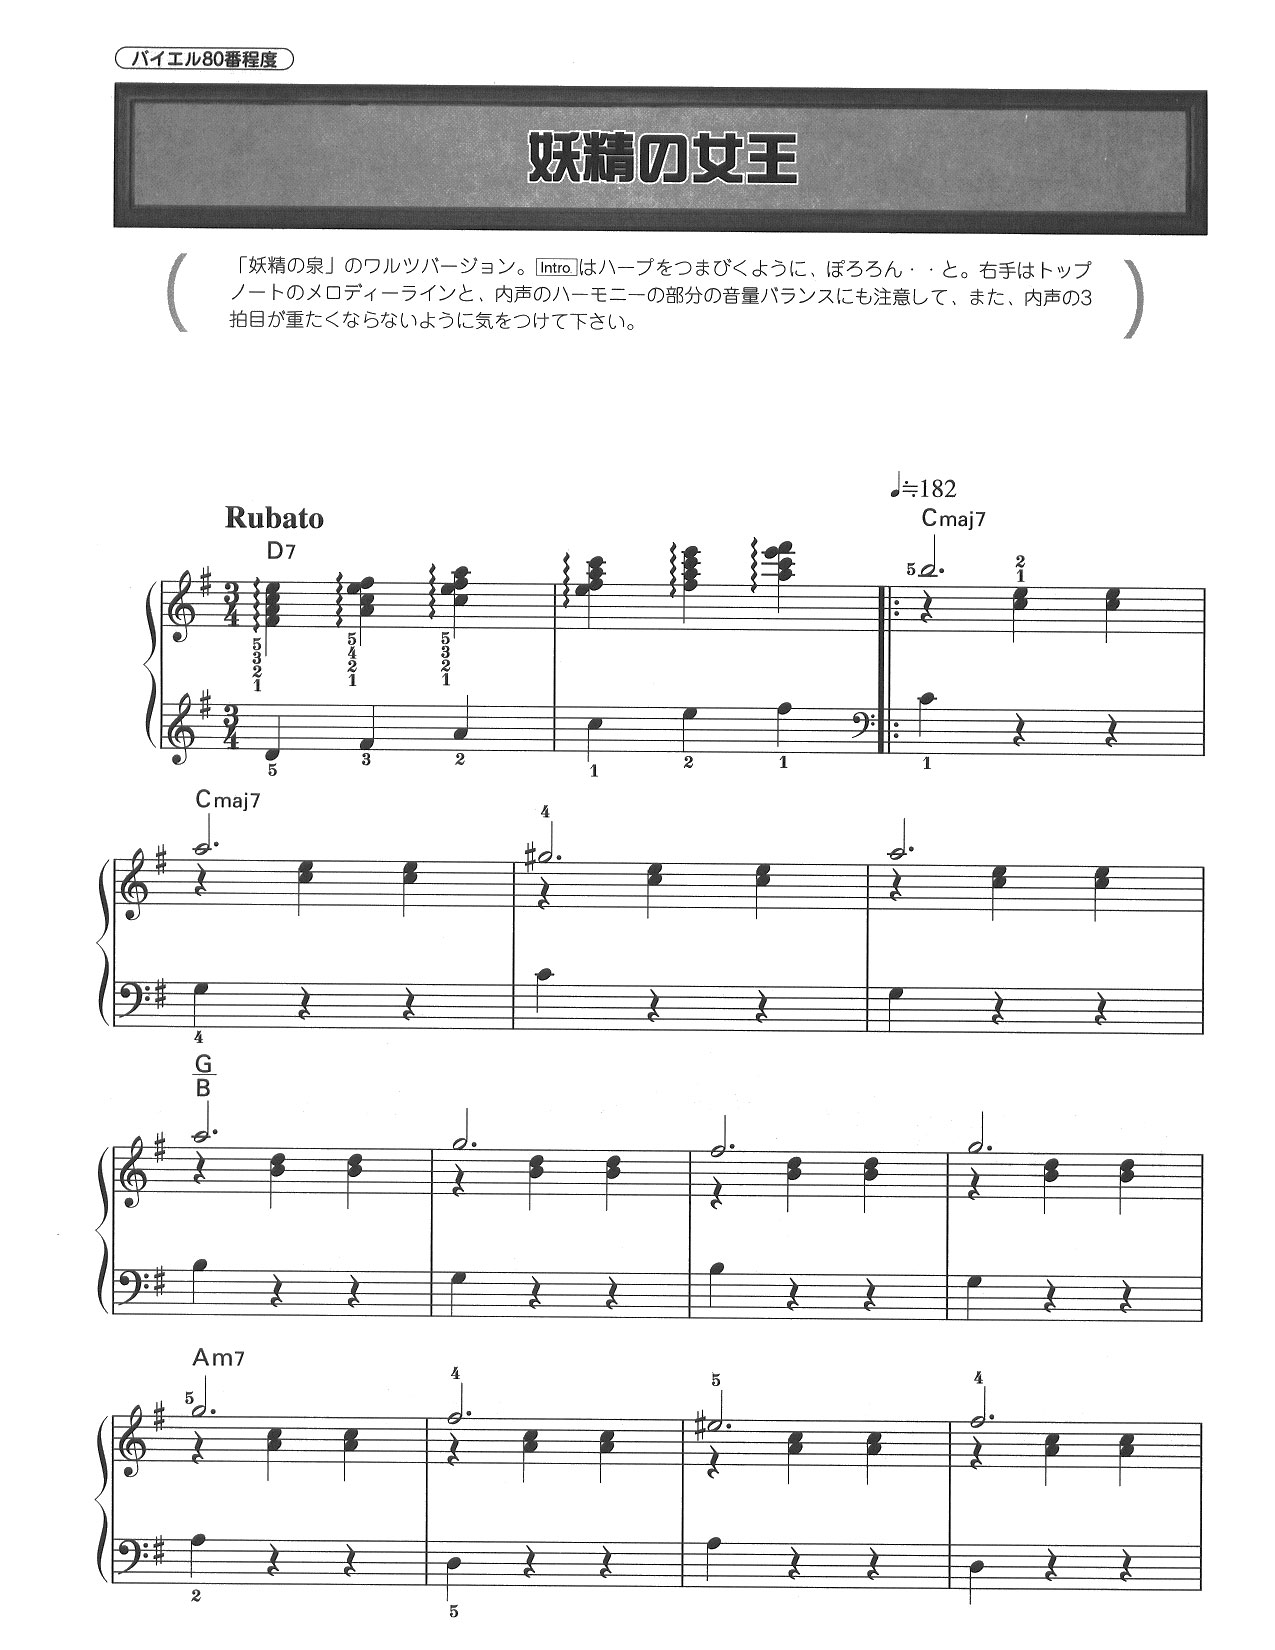 バイエル80番程度
妖精の女王
「妖精の泉」のワルツバージョン。Intro.はハープをつまびくように、ぽろろん・・と。右手はトップ
ノートのメロディーラインと、内声のハーモニーの部分の音量バランスにも注意して、また、内声の3
拍目が重たくならないように気をつけて下さい。
♩≒182
Rubato
D7
Cmaj7
5 2
1
3
4
5
3
2
1
5
4
2
1
5
3
2
1
3
4
5 3 2 1 2 1 1
Cmaj7
4
4
G
B
Am7
5 4 5 4
2 5